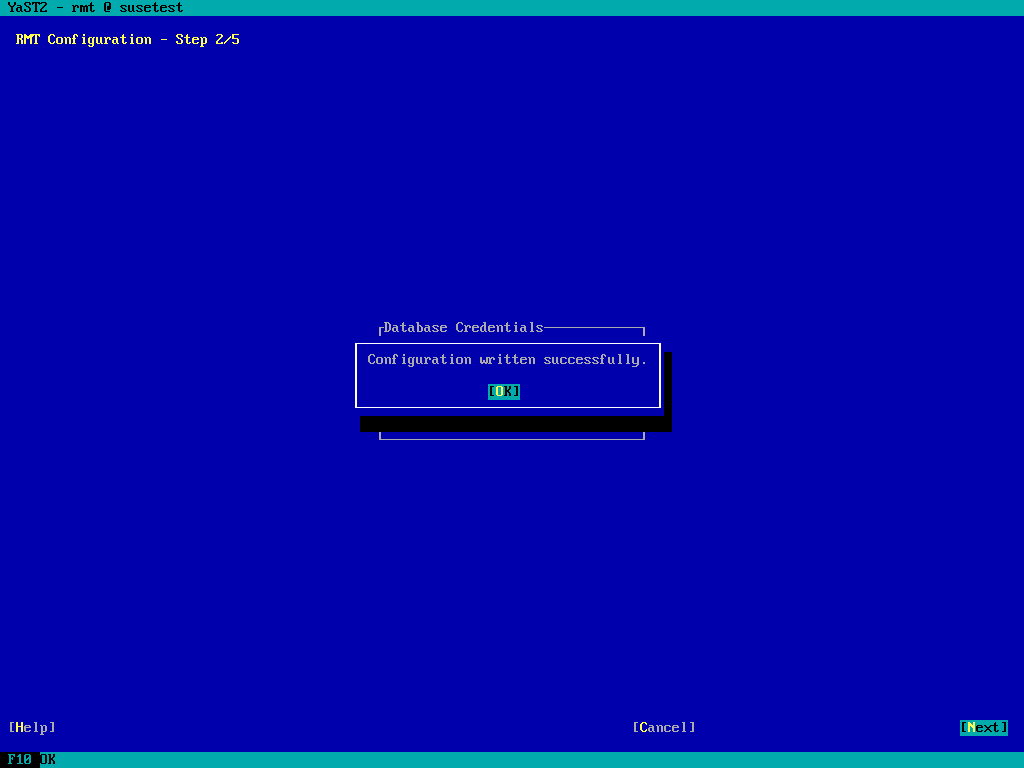 YaST2 - rmt @ susetest
RMT Configuration - Step 2/5
Database Credentials
Configuration written successfully.
[OK]
[Help] [Cancel] [Next]
F10 OK